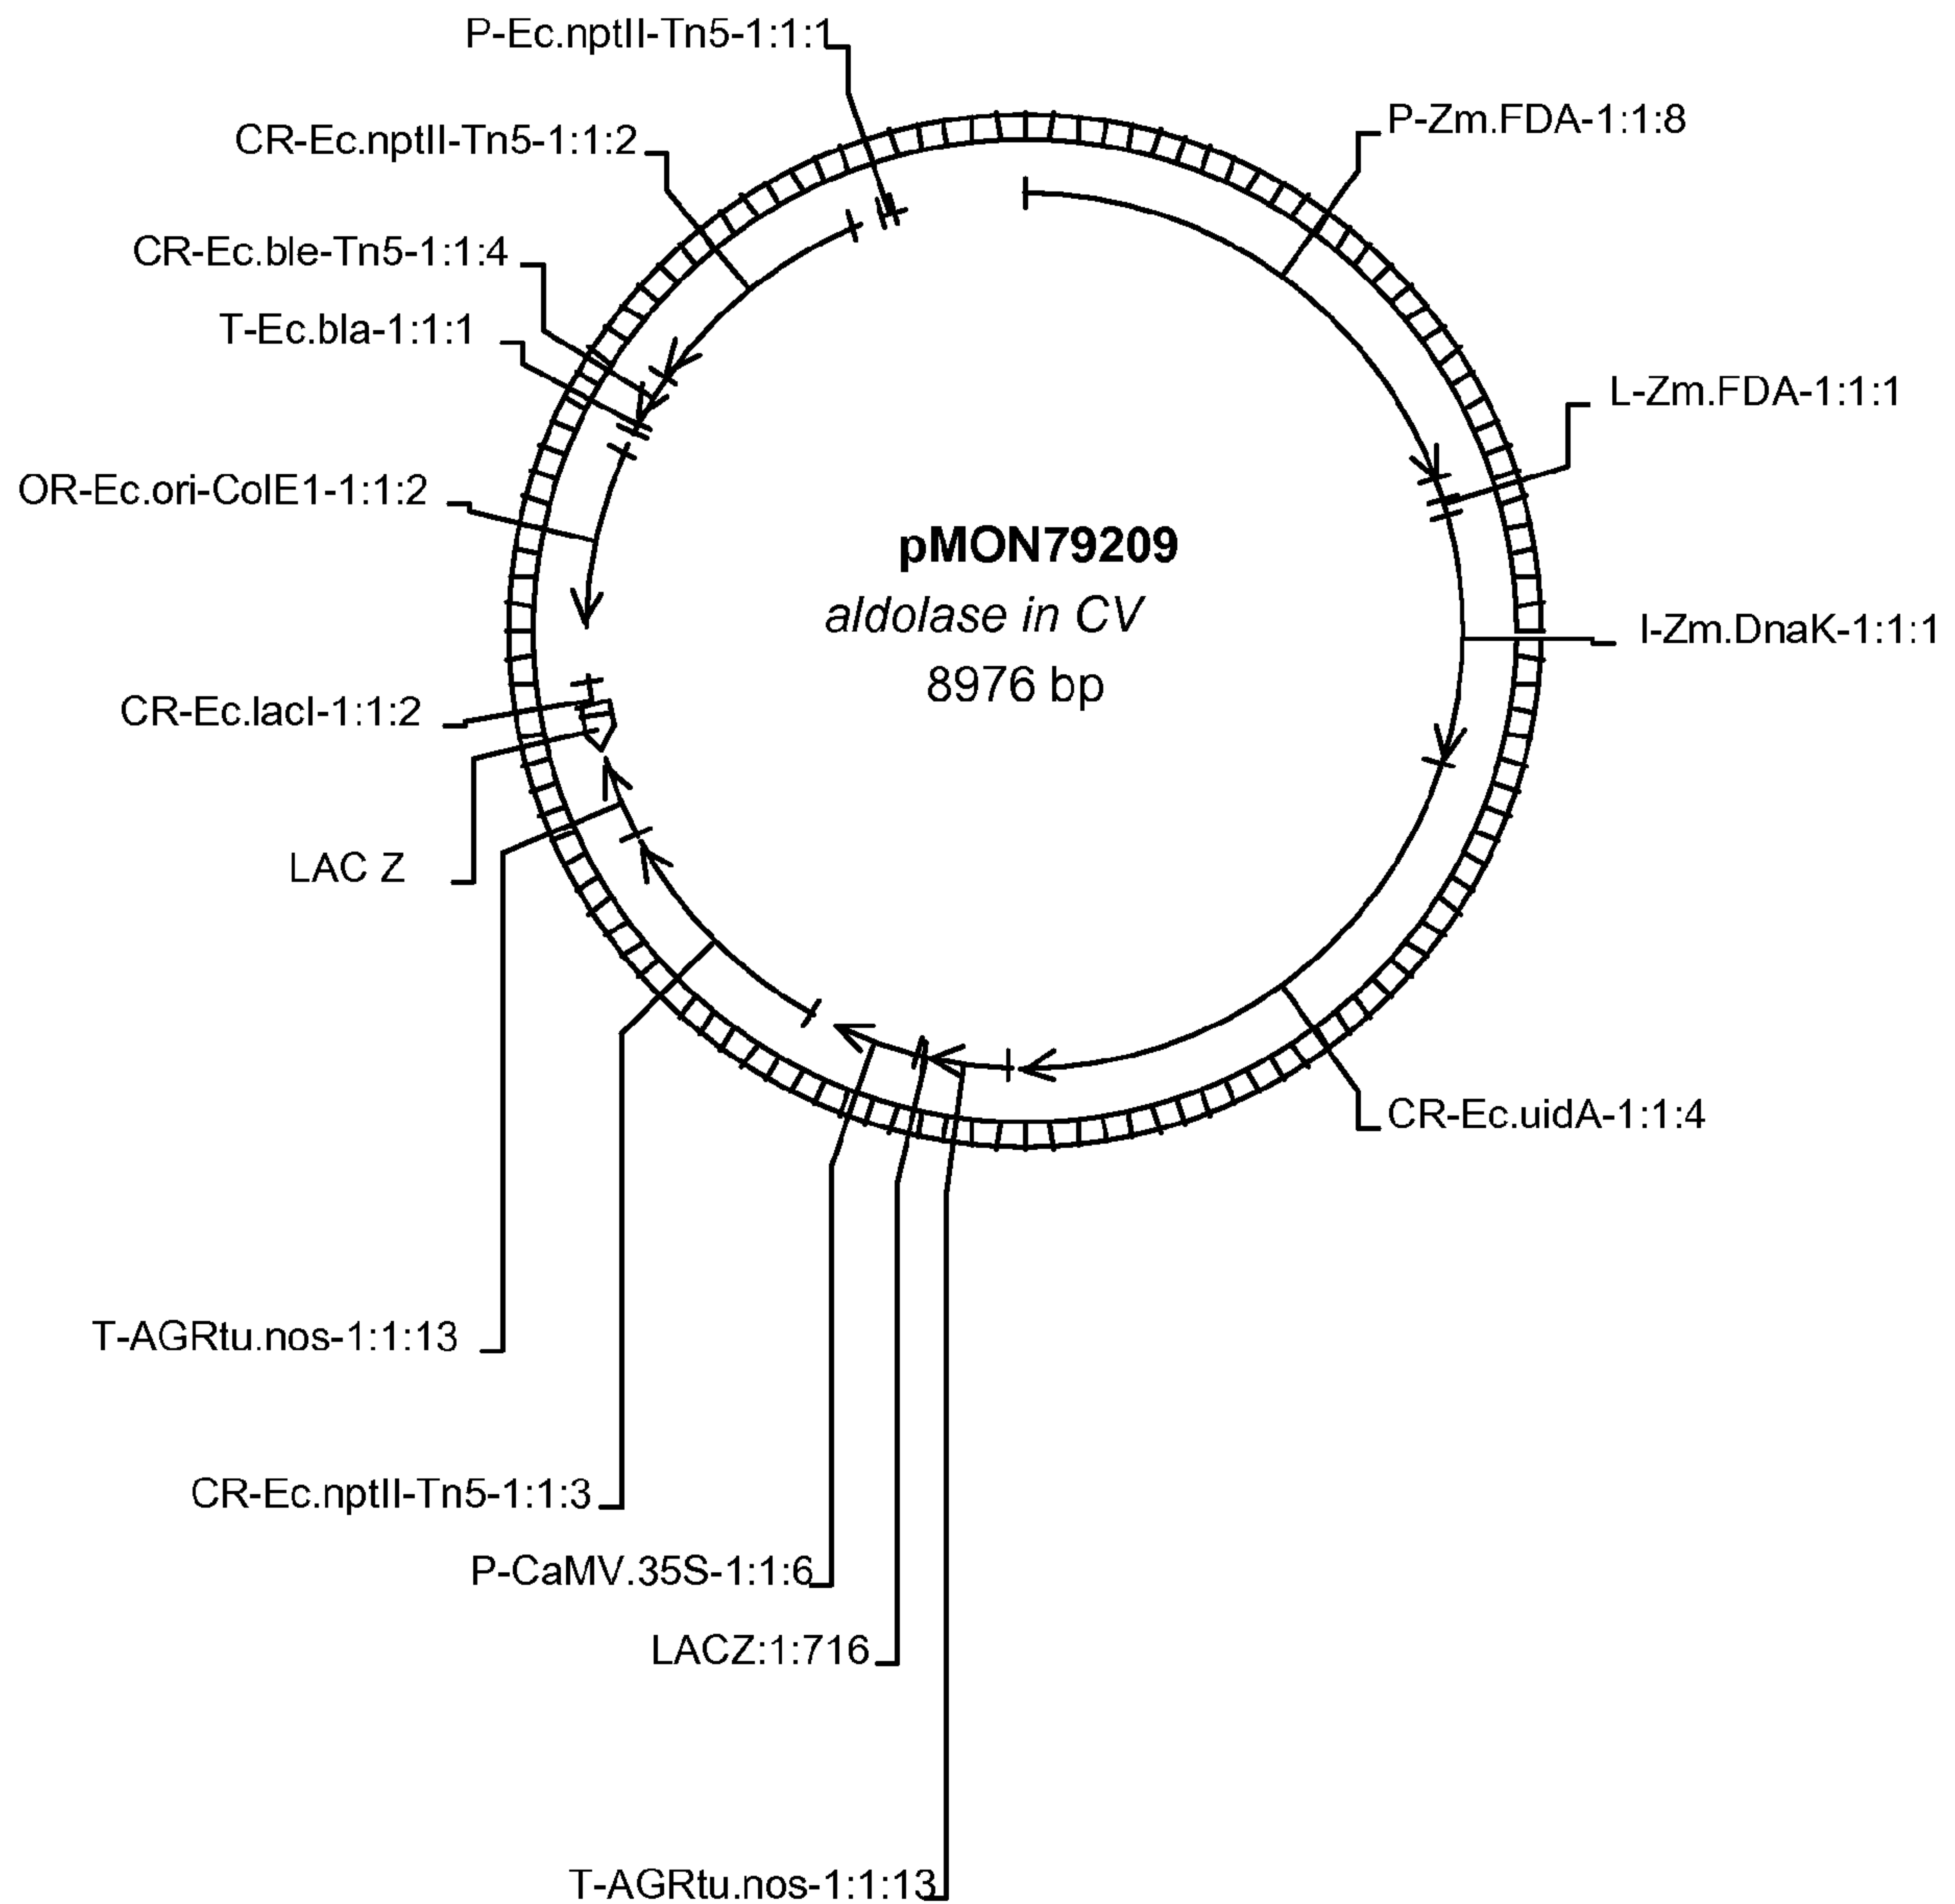 P-Ec.nptII-Tn5-1:1:1
P-Zm.FDA-1:1:8
CR-Ec.nptII-Tn5-1:1:2
CR-Ec.ble-Tn5-1:1:4
T-Ec.bla-1:1:1
L-Zm.FDA-1:1:1
OR-Ec.ori-ColE1-1:1:2
pMON79209
aldolase in CV
8976 bp
I-Zm.DnaK-1:1:1
CR-Ec.lacI-1:1:2
LAC Z
CR-Ec.uidA-1:1:4
T-AGRtu.nos-1:1:13
CR-Ec.nptII-Tn5-1:1:3
P-CaMV.35S-1:1:6
LACZ:1:716
T-AGRtu.nos-1:1:13